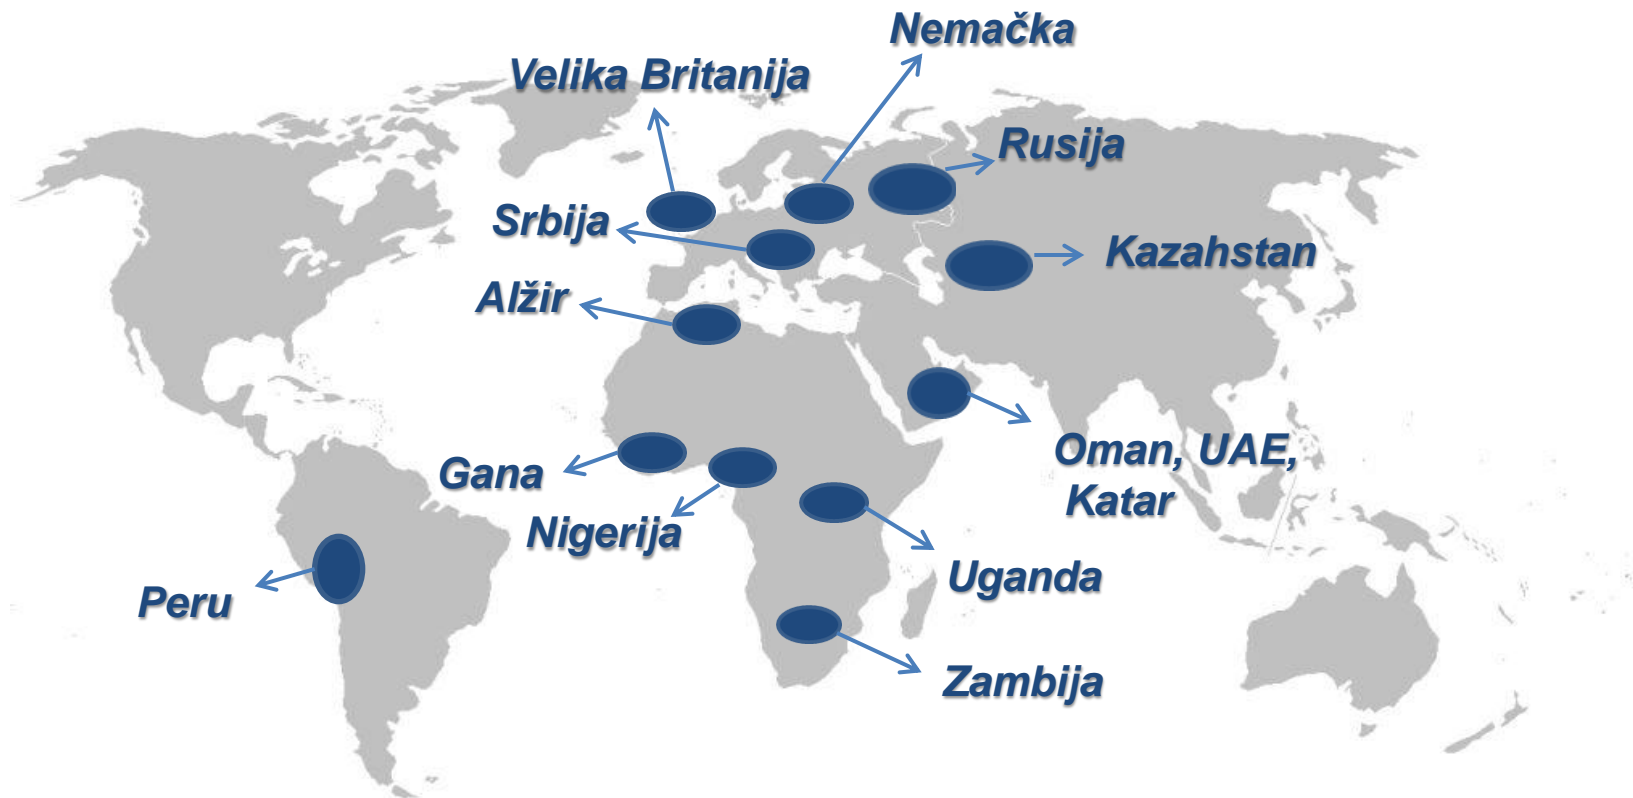 Nemačka
Velika Britanija
Rusija
Srbija
Kazahstan
Alžir
Oman, UAE,
Katar
Gana
Nigerija
Uganda
Peru
Zambija